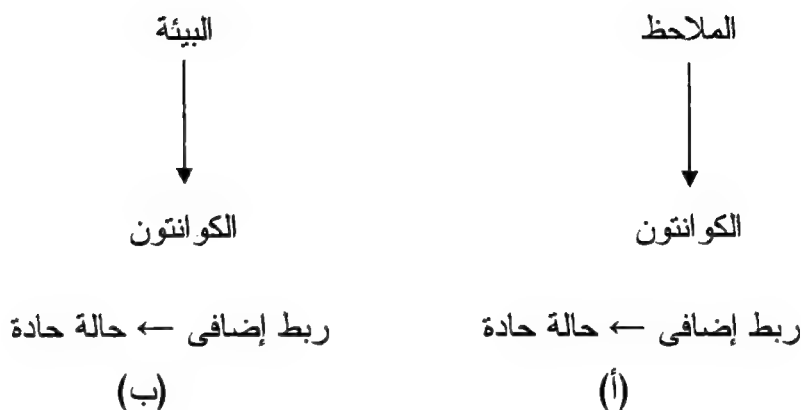 الملاحظ
البيئة
الكوانتون
الكوانتون
ربط إضافى ← حالة حادة
ربط إضافى ← حالة حادة
(أ)
(ب)